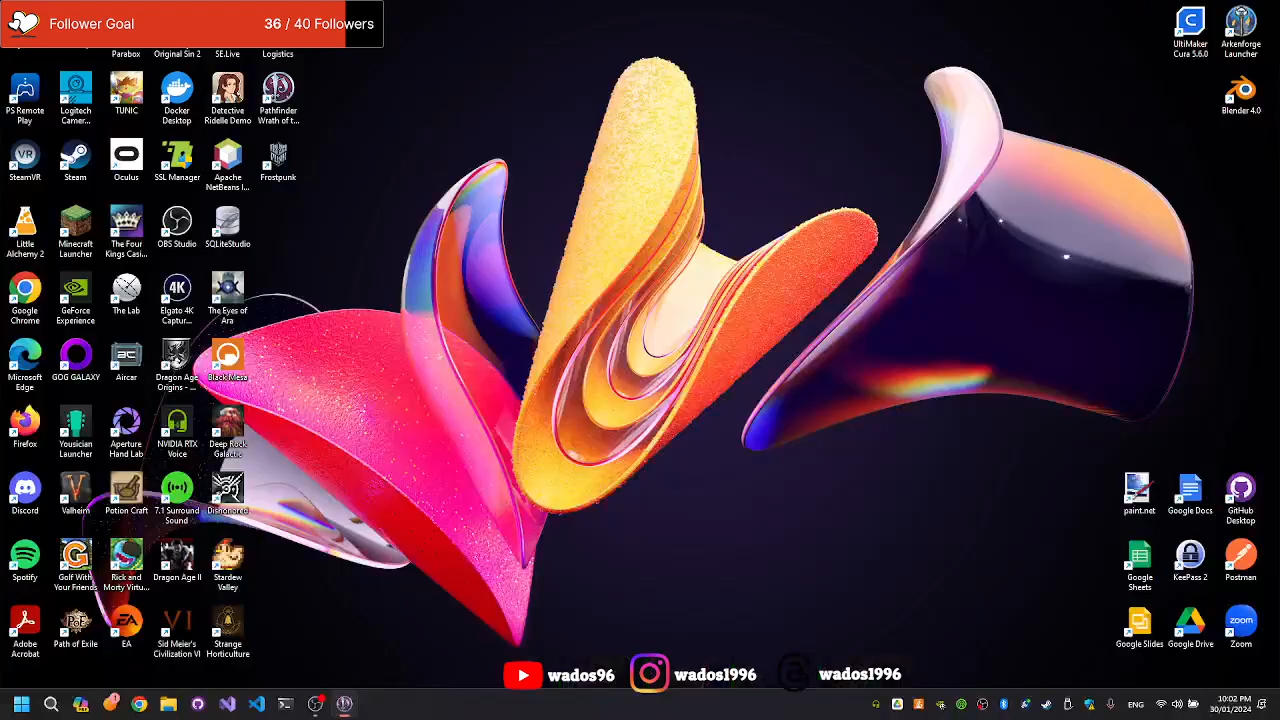 Follower Goal 36 / 40 Followers
Parabox Original Sin 2 SE.Live Logistics
UltiMaker Cura 5.6.0
Arkenforge Launcher
PS Remote Play
Logitech Camer...
TUNIC
Docker Desktop
Detective Ridelle Demo
Pathfinder Wrath of t...
Blender 4.0
SteamVR
Steam
Oculus
SSL Manager
Apache NetBeans I...
Frostpunk
Little Alchemy 2
Minecraft Launcher
The Four Kings Casi...
OBS Studio
SQLiteStudio
Google Chrome
GeForce Experience
The Lab
4K
Elgato 4K Captur...
The Eyes of Ara
Microsoft Edge
GOG GALAXY
Aircar
Dragon Age Origins - ...
Black Mesa
Firefox
Yousician Launcher
Aperture Hand Lab
NVIDIA RTX Voice
Deep Rock Galactic
Discord
Valheim
Potion Craft
7.1 Surround Sound
Dishonored
paint.net
Google Docs
GitHub Desktop
Spotify
Golf With Your Friends
Rick and Morty Virtu...
Dragon Age II
Stardew Valley
Google Sheets
KeePass 2
Postman
Adobe Acrobat
Path of Exile
EA
EA
VI
Sid Meier's Civilization VI
Strange Horticulture
Google Slides
Google Drive
zoom
Zoom
wados96 wados1996 wados1996
ENG
10:02 PM
30/01/2024